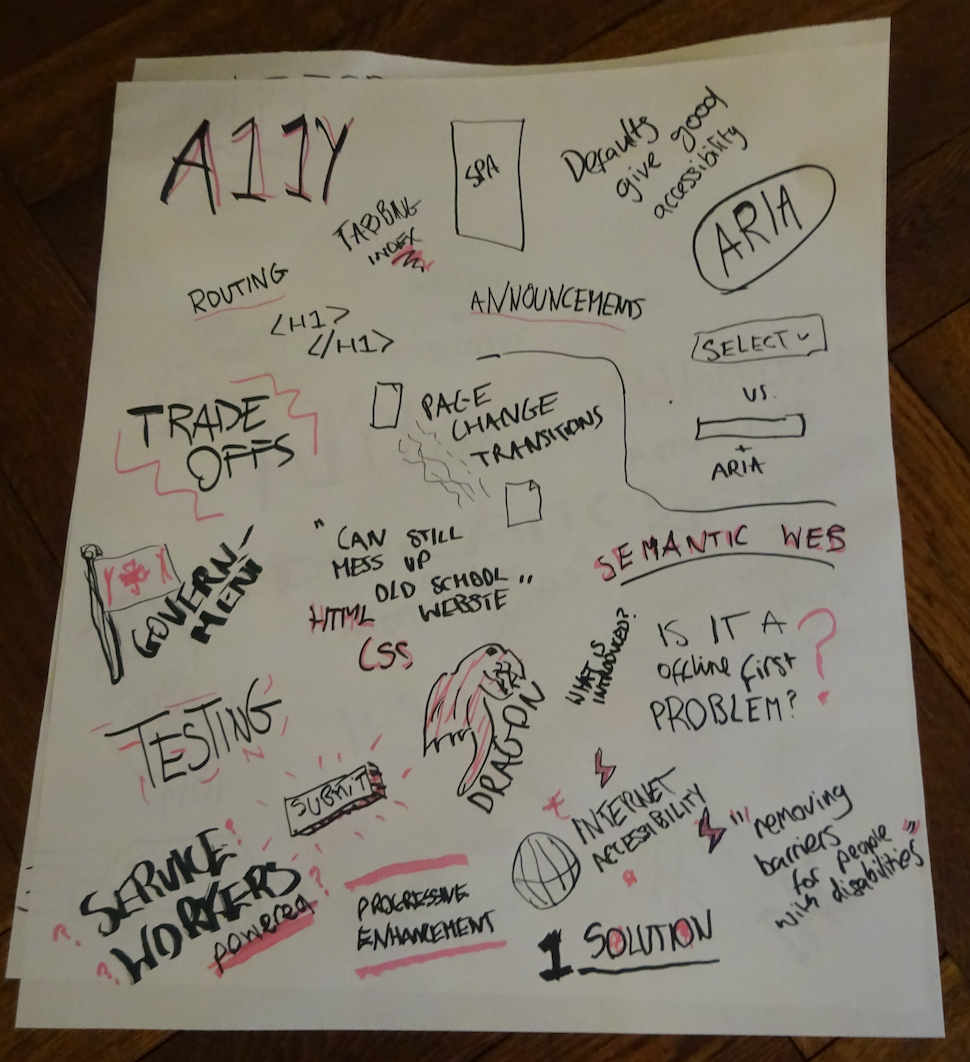 A11Y
SPA
Defaults
give good
accessibility
ARIA
TABBING
INDEX
ROUTING
<H1>
</H1>
ANNOUNCEMENTS
SELECT
VS.
+
ARIA
TRADE
OFFS
PAGE
CHANGE
TRANSITIONS
SEMANTIC WEB
GOVERN-
MENT
"CAN STILL
MESS UP
OLD SCHOOL
WEBSITE"
HTML
CSS
WHAT IS
INTRODUCED?
IS IT A
offline first
PROBLEM?
?
TESTING
DRAGON
SUBMIT
INTERNET
ACCESSIBILITY
"removing
barriers
for people
with disabilities"
SERVICE
WORKERS
powered
? ? ? ?
PROGRESSIVE
ENHANCEMENT
1 SOLUTION